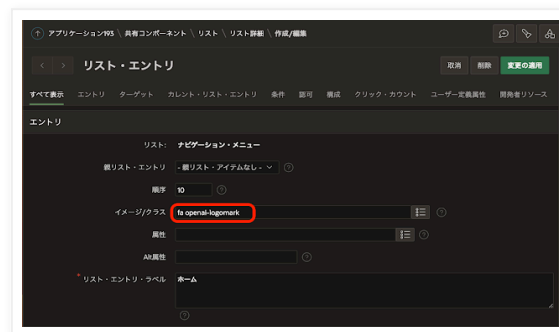 アプリケーション193 \ 共有コンポーネント \ リスト \ リスト詳細 \ 作成/編集
リスト・エントリ
取消 削除 変更の適用
すべて表示 エントリ ターゲット カレント・リスト・エントリ 条件 認可 構成 クリック・カウント ユーザー定義属性 開発者リソース
エントリ
リスト: ナビゲーション・メニュー
親リスト・エントリ - 親リスト・アイテムなし -
順序 10
イメージ/クラス fa openai-logomark
属性
Alt属性
* リスト・エントリ・ラベル ホーム